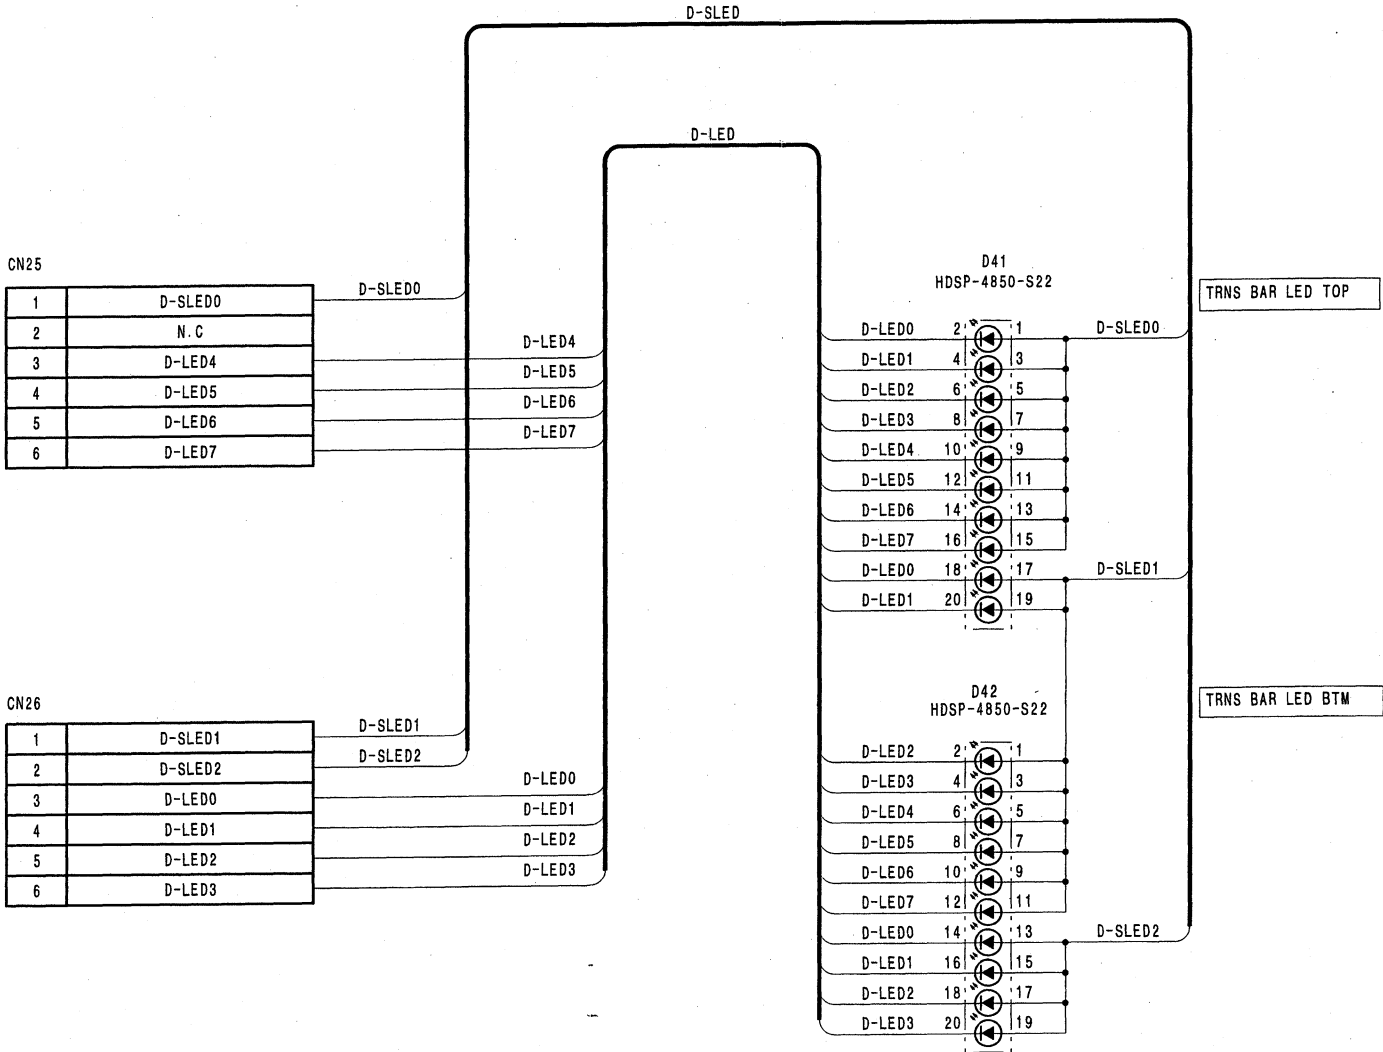 D-SLED
D-LED
CN25
1 D-SLED0 D-SLED0
2 N.C
3 D-LED4 D-LED4
4 D-LED5 D-LED5
5 D-LED6 D-LED6
6 D-LED7 D-LED7
D41
HDSP-4850-S22
TRNS BAR LED TOP
D-LED0 2 1 D-SLED0
D-LED1 4 3
D-LED2 6 5
D-LED3 8 7
D-LED4 10 9
D-LED5 12 11
D-LED6 14 13
D-LED7 16 15
D-LED0 18 17 D-SLED1
D-LED1 20 19
CN26
1 D-SLED1 D-SLED1
2 D-SLED2 D-SLED2
3 D-LED0 D-LED0
4 D-LED1 D-LED1
5 D-LED2 D-LED2
6 D-LED3 D-LED3
D42
HDSP-4850-S22
TRNS BAR LED BTM
D-LED2 2 1
D-LED3 4 3
D-LED4 6 5
D-LED5 8 7
D-LED6 10 9
D-LED7 12 11
D-LED0 14 13 D-SLED2
D-LED1 16 15
D-LED2 18 17
D-LED3 20 19